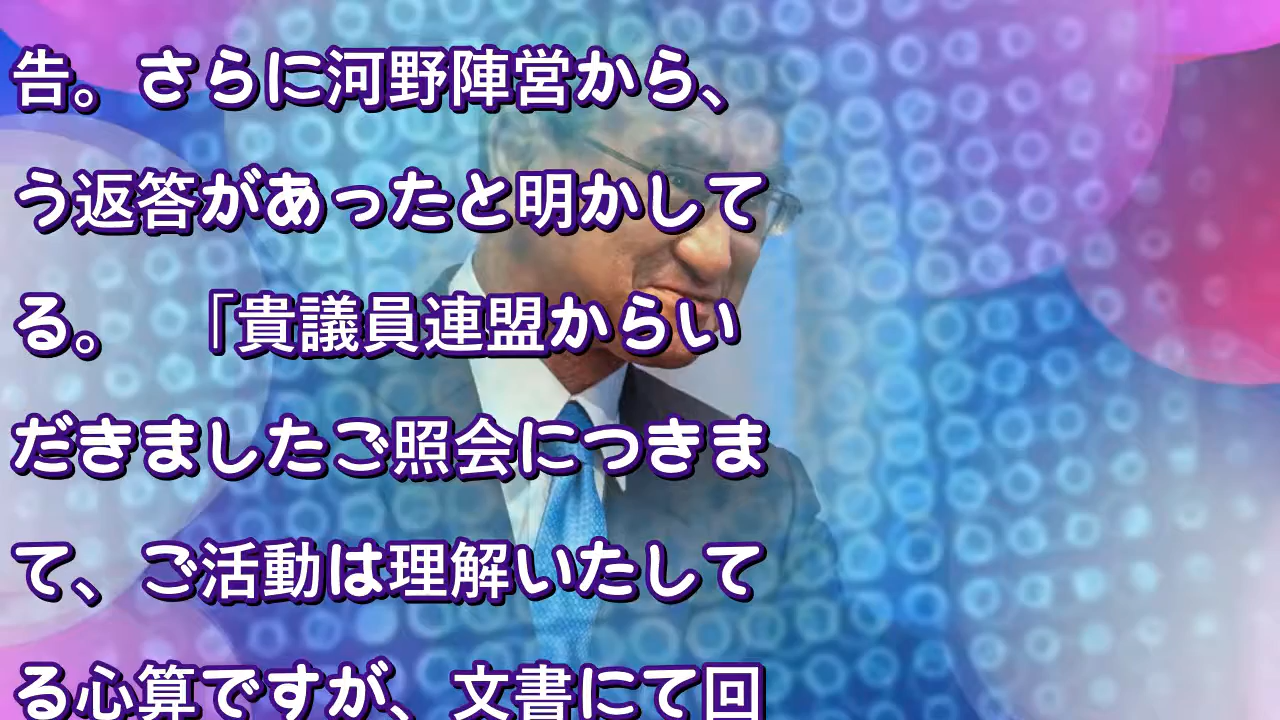 告。さらに河野陣営から、
う返答があったと明かして
る。　「貴議員連盟からい
だきましたご照会につきま
て、ご活動は理解いたして
る心算ですが、文書にて回